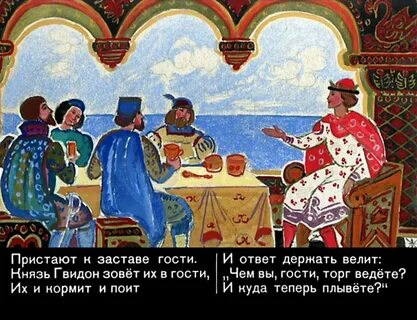 Пристают к заставе гости.
Князь Гвидон зовёт их в гости,
Их и кормит и поит
И ответ держать велит:
„Чем вы, гости, торг ведёте?
И куда теперь плывёте?“